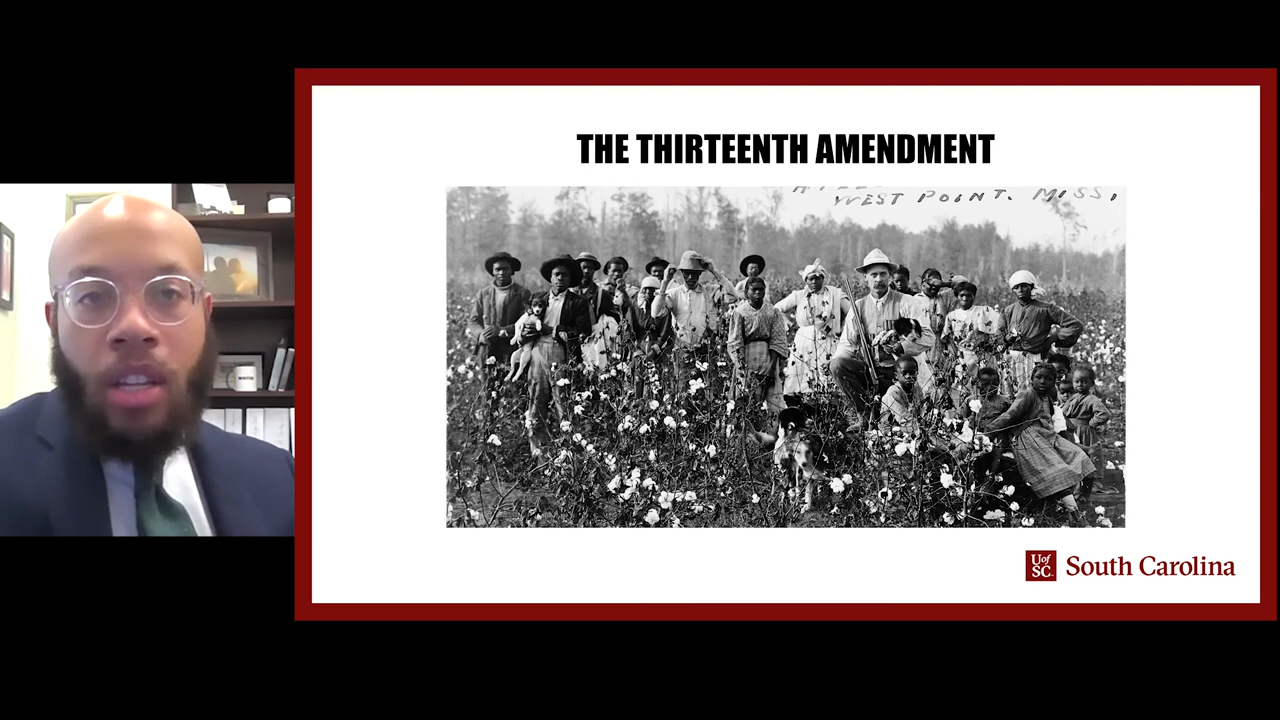 THE THIRTEENTH AMENDMENT
WEST POINT. MISS,
UofSC South Carolina